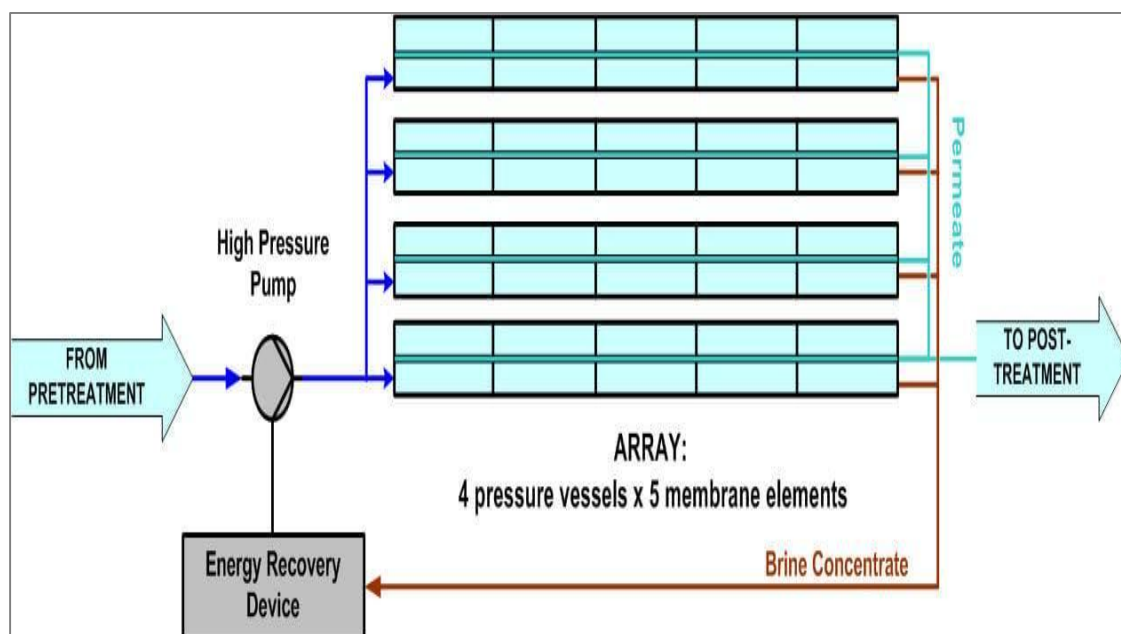 High Pressure
Pump
Permeate
FROM
PRETREATMENT
TO POST-
TREATMENT
ARRAY:
4 pressure vessels x 5 membrane elements
Energy Recovery
Device
Brine Concentrate